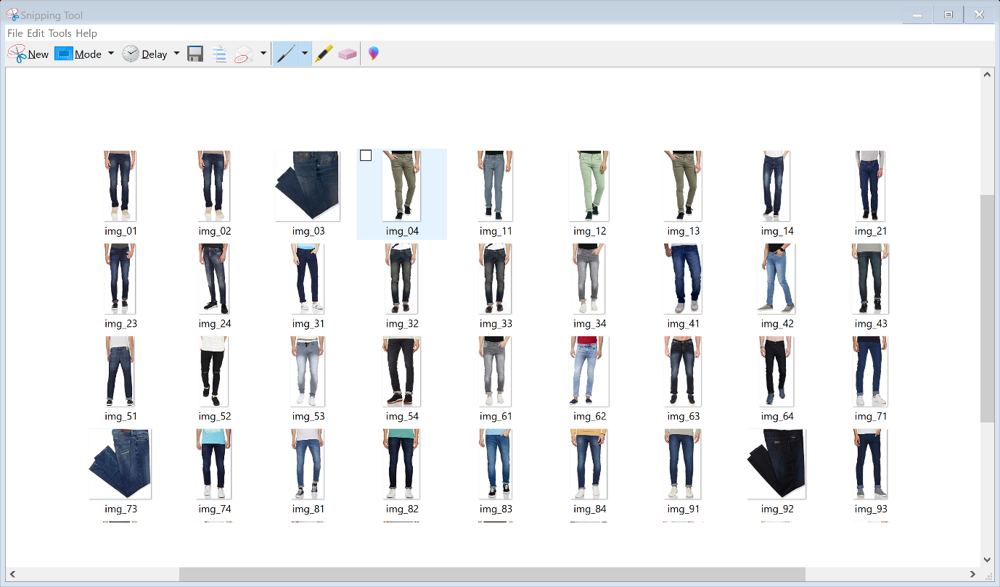 Snipping Tool
File Edit Tools Help
New Mode Delay
img_01 img_02 img_03 img_04 img_11 img_12 img_13 img_14 img_21
img_23 img_24 img_31 img_32 img_33 img_34 img_41 img_42 img_43
img_51 img_52 img_53 img_54 img_61 img_62 img_63 img_64 img_71
img_73 img_74 img_81 img_82 img_83 img_84 img_91 img_92 img_93